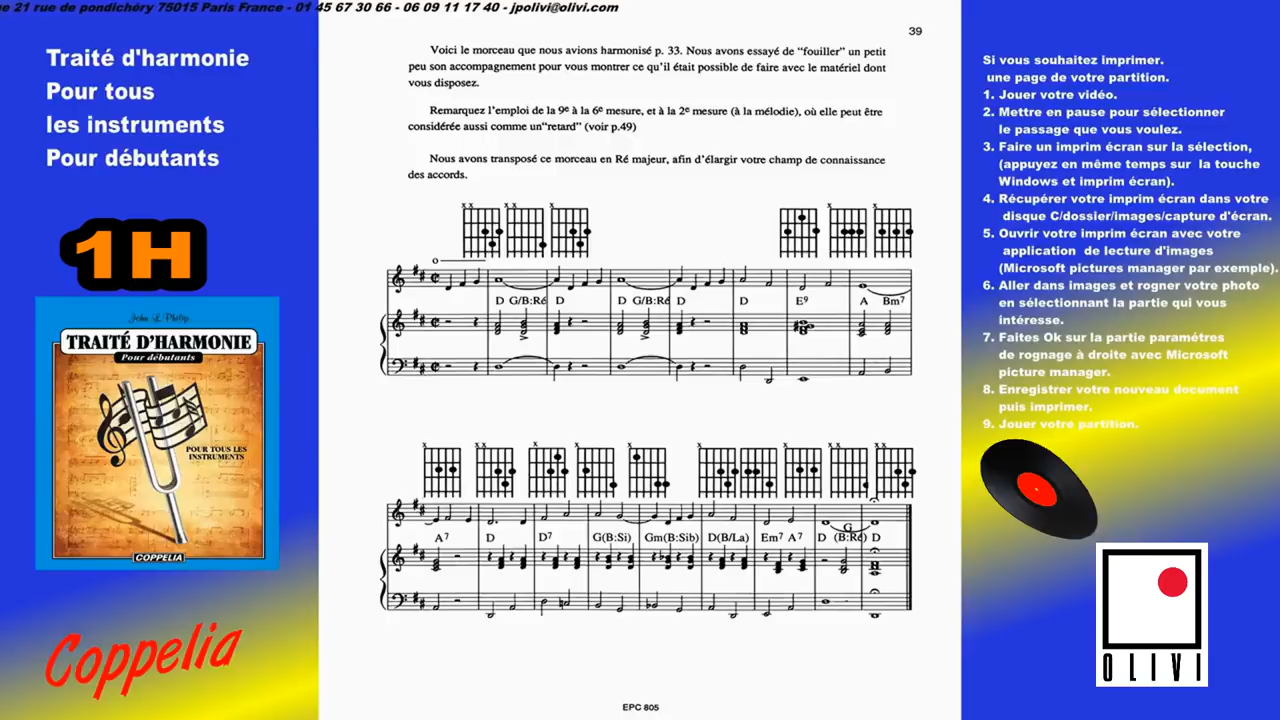 e 21 rue de pondichéry 75015 Paris France - 01 45 67 30 66 - 06 09 11 17 40 - jpolivi@olivi.com
Traité d'harmonie
Pour tous
les instruments
Pour débutants
1H
John L. Philip
TRAITÉ D'HARMONIE
Pour débutants
POUR TOUS LES
INSTRUMENTS
COPPELIA
Coppelia
39
Voici le morceau que nous avions harmonisé p. 33. Nous avons essayé de "fouiller" un petit
peu son accompagnement pour vous montrer ce qu'il était possible de faire avec le matériel dont
vous disposez.
Remarquez l'emploi de la 9e à la 6e mesure, et à la 2e mesure (à la mélodie), où elle peut être
considérée aussi comme un"retard" (voir p.49)
Nous avons transposé ce morceau en Ré majeur, afin d'élargir votre champ de connaissance
des accords.
x x x x x x x
D G/B:Ré D D G/B:Ré D D E9 A Bm7
x x x x x x x x x x x x
A7 D D7 G(B:Si) Gm(B:Sib) D(B/La) Em7 A7 D G (B:Ré) D
EPC 805
Si vous souhaitez imprimer.
une page de votre partition.
1. Jouer votre vidéo.
2. Mettre en pause pour sélectionner
le passage que vous voulez.
3. Faire un imprim écran sur la sélection,
(appuyez en même temps sur la touche
Windows et imprim écran).
4. Récupérer votre imprim écran dans votre
disque C/dossier/images/capture d'écran.
5. Ouvrir votre imprim écran avec votre
application de lecture d'images
(Microsoft pictures manager par exemple).
6. Aller dans images et rogner votre photo
en sélectionnant la partie qui vous
intéresse.
7. Faites Ok sur la partie paramétres
de rognage à droite avec Microsoft
picture manager.
8. Enregistrer votre nouveau document
puis imprimer.
9. Jouer votre partition.
OLIVI